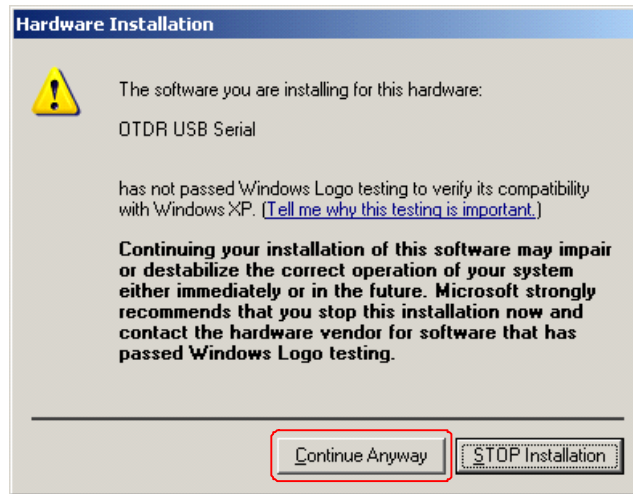 Hardware Installation
The software you are installing for this hardware:
OTDR USB Serial
has not passed Windows Logo testing to verify its compatibility
with Windows XP. (Tell me why this testing is important.)
Continuing your installation of this software may impair
or destabilize the correct operation of your system
either immediately or in the future. Microsoft strongly
recommends that you stop this installation now and
contact the hardware vendor for software that has
passed Windows Logo testing.
Continue Anyway STOP Installation